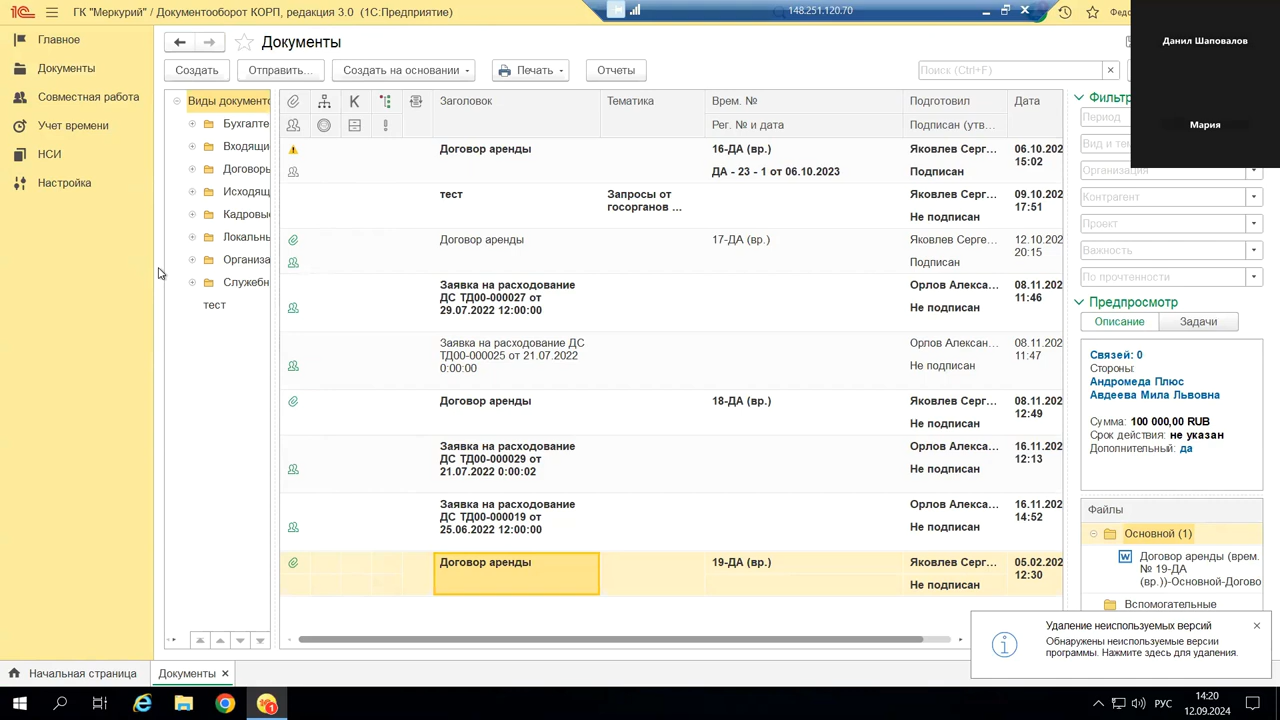 ГК "Меркурий" / Документооборот КОРП, редакция 3.0 (1С:Предприятие)
148.251.120.70
Данил Шаповалов
Мария
Главное
Документы
Совместная работа
Учет времени
НСИ
Настройка
Документы
Создать
Отправить...
Создать на основании
Печать
Отчеты
Поиск (Ctrl+F)
Виды документо
Бухгалте
Входящи
Договоры
Исходящ
Кадровые
Локальны
Организа
Служебн
тест
К
Заголовок
Тематика
Врем. №
Подготовил
Дата
Рег. № и дата
Подписан (утв...
Договор аренды
16-ДА (вр.)
Яковлев Серг...
06.10.202
15:02
ДА - 23 - 1 от 06.10.2023
Подписан
тест
Запросы от
госорганов ...
Яковлев Серг...
09.10.202
17:51
Не подписан
Договор аренды
17-ДА (вр.)
Яковлев Серге...
12.10.202
20:15
Подписан
Заявка на расходование
ДС ТД00-000027 от
29.07.2022 12:00:00
Орлов Алекса...
08.11.202
11:46
Не подписан
Заявка на расходование ДС
ТД00-000025 от 21.07.2022
0:00:00
Орлов Александ...
08.11.202
11:47
Не подписан
Договор аренды
18-ДА (вр.)
Яковлев Серг...
08.11.202
12:49
Не подписан
Заявка на расходование
ДС ТД00-000029 от
21.07.2022 0:00:02
Орлов Алекса...
16.11.202
12:13
Не подписан
Заявка на расходование
ДС ТД00-000019 от
25.06.2022 12:00:00
Орлов Алекса...
16.11.202
14:52
Не подписан
Договор аренды
19-ДА (вр.)
Яковлев Серг...
05.02.202
12:30
Не подписан
Фильтр
Период
Вид и те
Организация
Контрагент
Проект
Важность
По прочтенности
Предпросмотр
Описание
Задачи
Связей: 0
Стороны:
Андромеда Плюс
Авдеева Мила Львовна
Сумма: 100 000,00 RUB
Срок действия: не указан
Дополнительный: да
Файлы
Основной (1)
Договор аренды (врем.
№ 19-ДА
(вр.))-Основной-Догово
Вспомогательные
Удаление неиспользуемых версий
Обнаружены неиспользуемые версии
программы. Нажмите здесь для удаления.
Начальная страница
Документы
РУС
14:20
12.09.2024